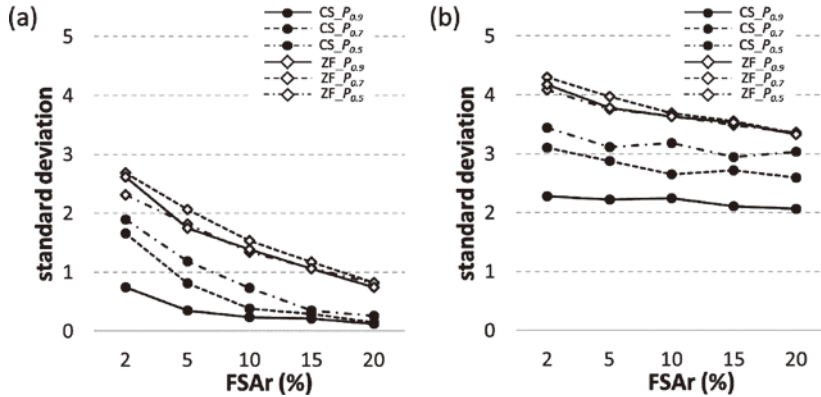 (a)
CS_P0.9
CS_P0.7
CS_P0.5
ZF_P0.9
ZF_P0.7
ZF_P0.5
standard deviation
5
4
3
2
1
0
2 5 10 15 20
FSAr (%)
(b)
CS_P0.9
CS_P0.7
CS_P0.5
ZF_P0.9
ZF_P0.7
ZF_P0.5
standard deviation
5
4
3
2
1
0
2 5 10 15 20
FSAr (%)